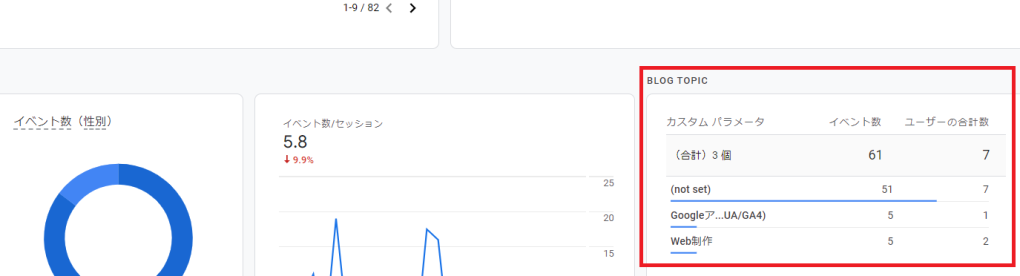 1-9 / 82
BLOG TOPIC
イベント数（性別）
イベント数/セッション
5.8
↓ 9.9%
25
20
15
カスタム パラメータ イベント数 ユーザーの合計数
（合計）3 個 61 7
(not set) 51 7
Googleア...UA/GA4) 5 1
Web制作 5 2